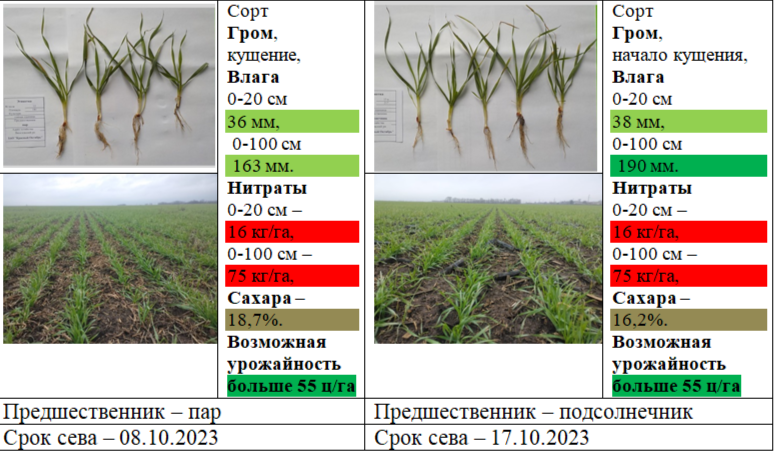 Сорт
Гром,
кущение,
Влага
0-20 см
36 мм,
0-100 см
163 мм.
Нитраты
0-20 см –
16 кг/га,
0-100 см –
75 кг/га,
Сахара –
18,7%.
Возможная
урожайность
больше 55 ц/га
Сорт
Гром,
начало кущения,
Влага
0-20 см
38 мм,
0-100 см
190 мм.
Нитраты
0-20 см –
16 кг/га,
0-100 см –
75 кг/га,
Сахара –
16,2%.
Возможная
урожайность
больше 55 ц/га
Предшественник – пар
Предшественник – подсолнечник
Срок сева – 08.10.2023
Срок сева – 17.10.2023